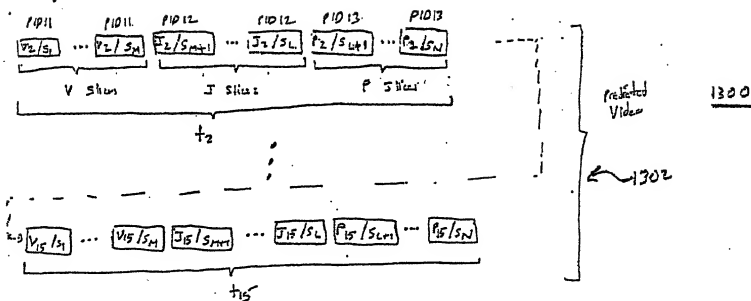 PID11 PID11 PID12 PID12 PID13 PID13
V2/S1 ... V2/SM J2/SM+1 ... J2/SL P2/SL+1 ... P2/SN
V Slices J Slices P Slices
t2
Predicted
Video
1300
1302
V15/S1 ... V15/SM J15/SM+1 ... J15/SL P15/SL+1 ... P15/SN
t15